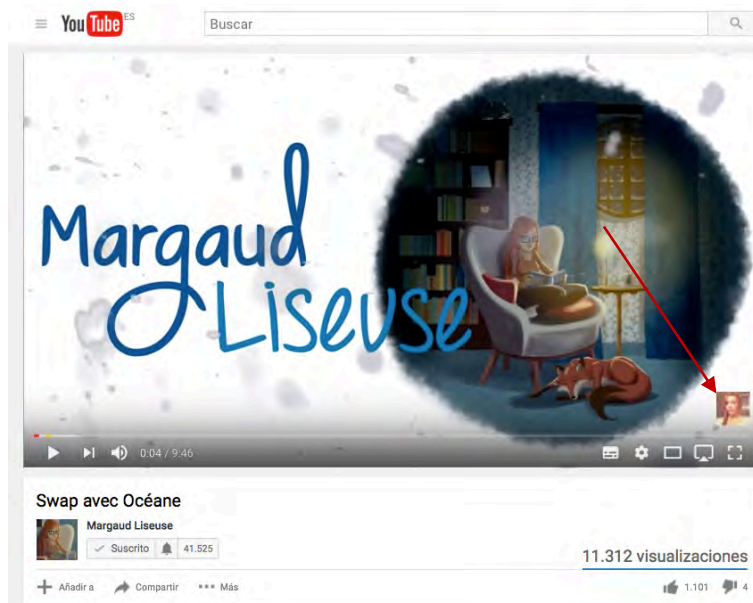 YouTube ES
Buscar
Margaud
Liseuse
0:04 / 9:46
Swap avec Océane
Margaud Liseuse
Suscrito 41.525
11.312 visualizaciones
Añadir a Compartir Más
1.101 4